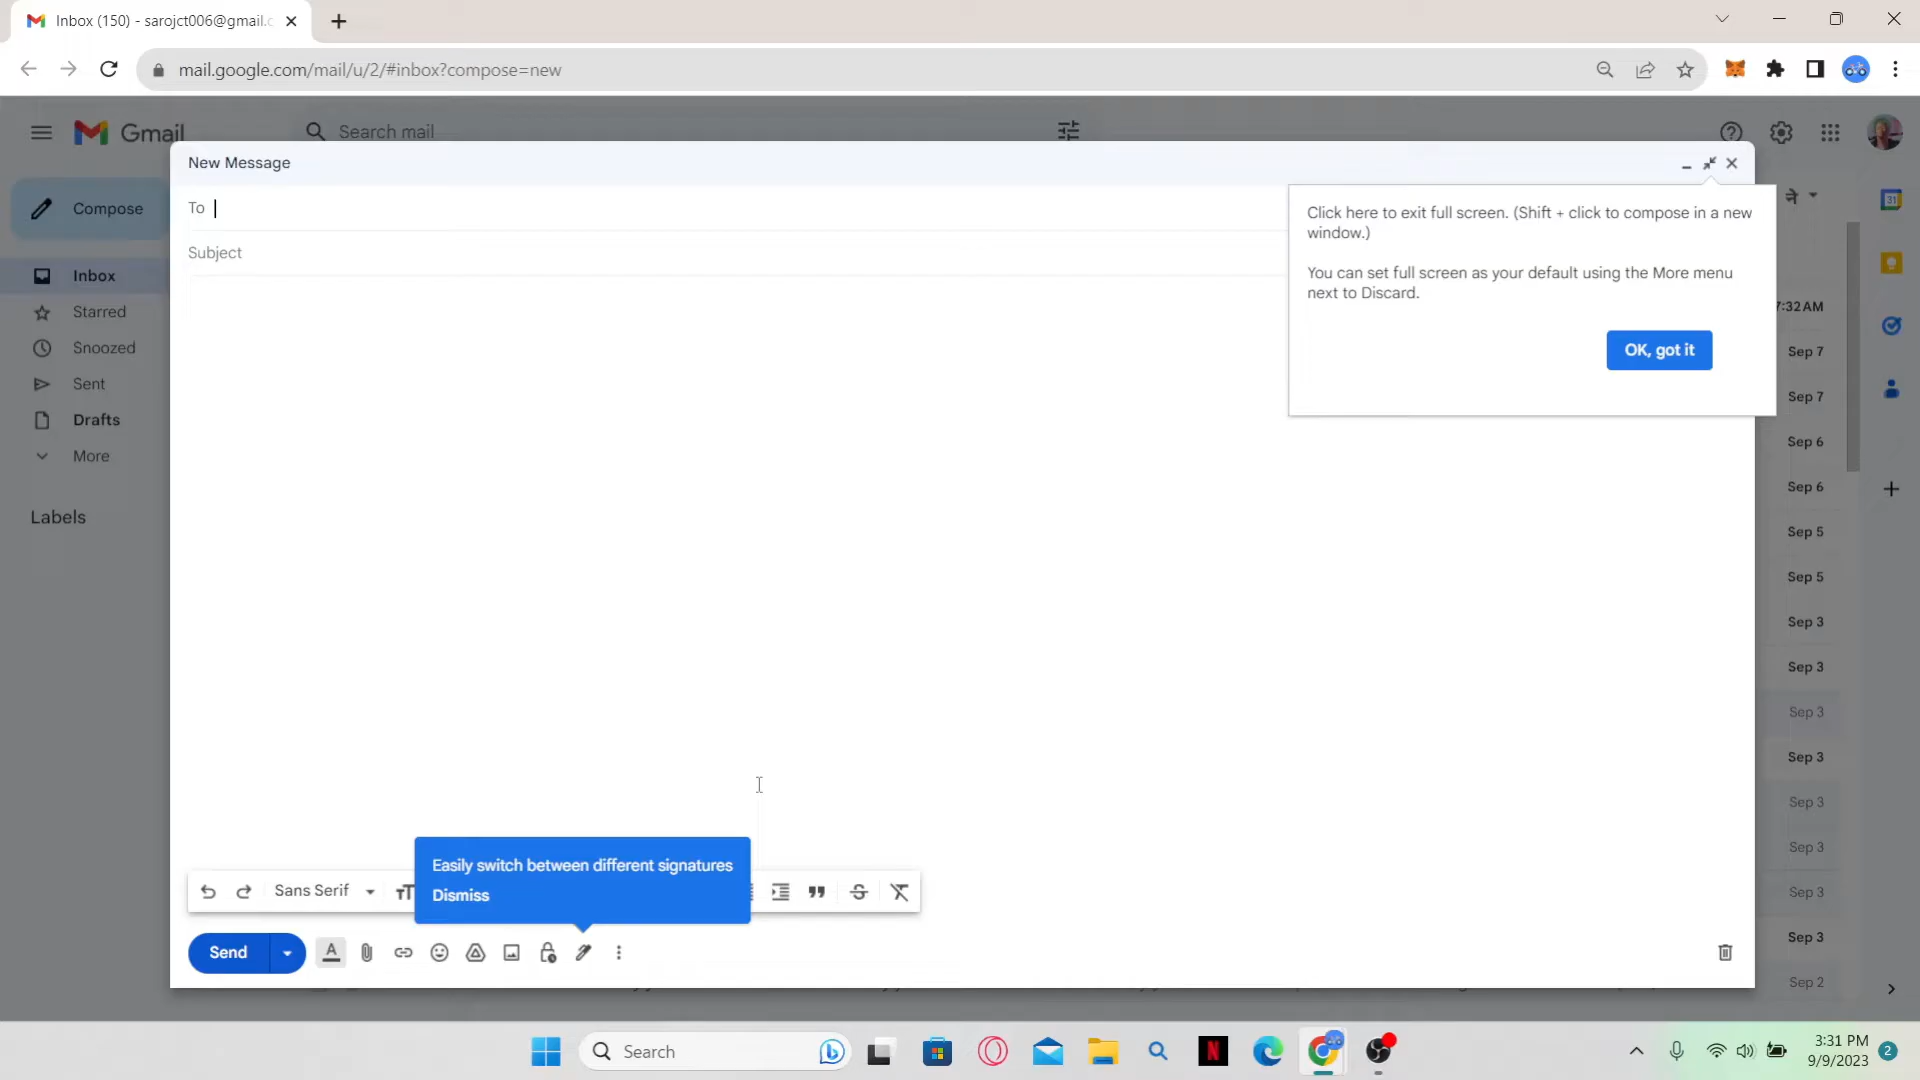 Inbox (150) - sarojct006@gmail.c
mail.google.com/mail/u/2/#inbox?compose=new
Gmail
Search mail
New Message
Compose
To
Click here to exit full screen. (Shift + click to compose in a new
window.)
Subject
You can set full screen as your default using the More menu
next to Discard.
OK, got it
Inbox
Starred
Snoozed
Sent
Drafts
More
Labels
7:32 AM
Sep 7
Sep 7
Sep 6
Sep 6
Sep 5
Sep 5
Sep 3
Sep 3
Sep 3
Sep 3
Sep 3
Sep 3
Sep 3
Sep 3
Sep 2
Easily switch between different signatures
Dismiss
Sans Serif
Send
Search
3:31 PM
9/9/2023
2